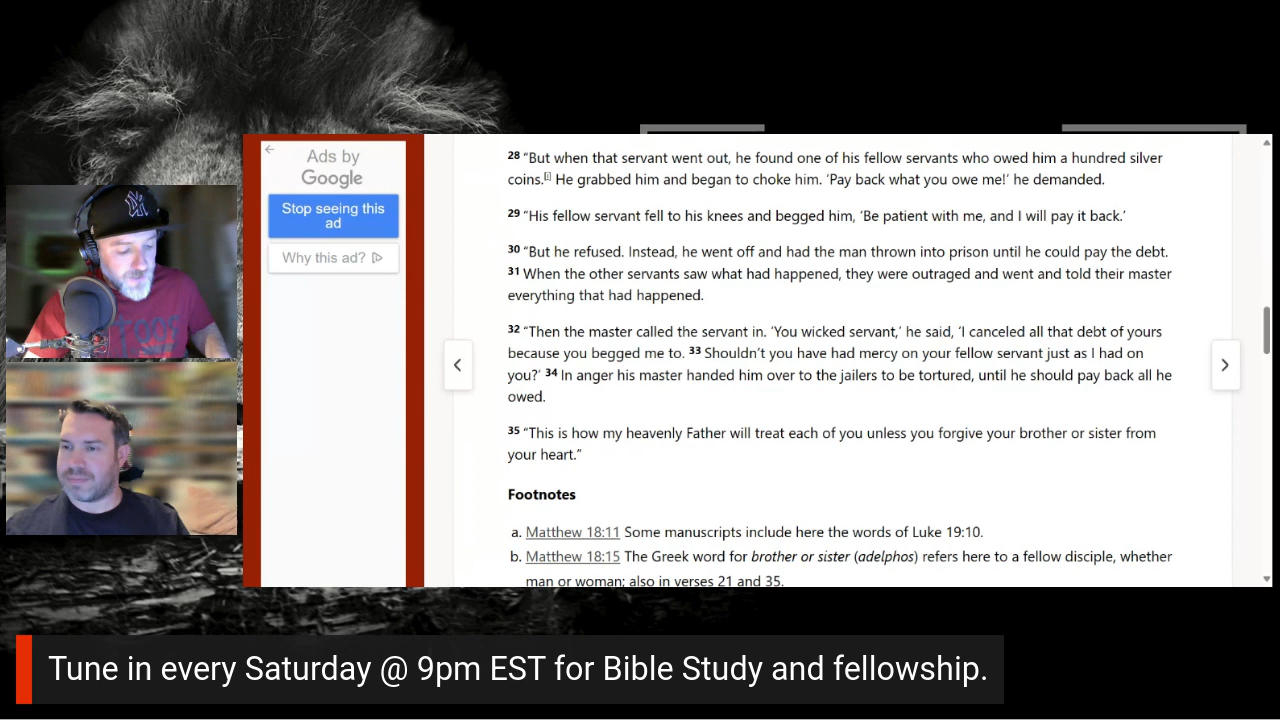 Ads by
Google
Stop seeing this
ad
Why this ad?
28 “But when that servant went out, he found one of his fellow servants who owed him a hundred silver
coins.[i] He grabbed him and began to choke him. ‘Pay back what you owe me!’ he demanded.
29 “His fellow servant fell to his knees and begged him, ‘Be patient with me, and I will pay it back.’
30 “But he refused. Instead, he went off and had the man thrown into prison until he could pay the debt.
31 When the other servants saw what had happened, they were outraged and went and told their master
everything that had happened.
32 “Then the master called the servant in. ‘You wicked servant,’ he said, ‘I canceled all that debt of yours
because you begged me to. 33 Shouldn’t you have had mercy on your fellow servant just as I had on
you?’ 34 In anger his master handed him over to the jailers to be tortured, until he should pay back all he
owed.
35 “This is how my heavenly Father will treat each of you unless you forgive your brother or sister from
your heart.”
Footnotes
a. Matthew 18:11 Some manuscripts include here the words of Luke 19:10.
b. Matthew 18:15 The Greek word for brother or sister (adelphos) refers here to a fellow disciple, whether
man or woman; also in verses 21 and 35.
Tune in every Saturday @ 9pm EST for Bible Study and fellowship.